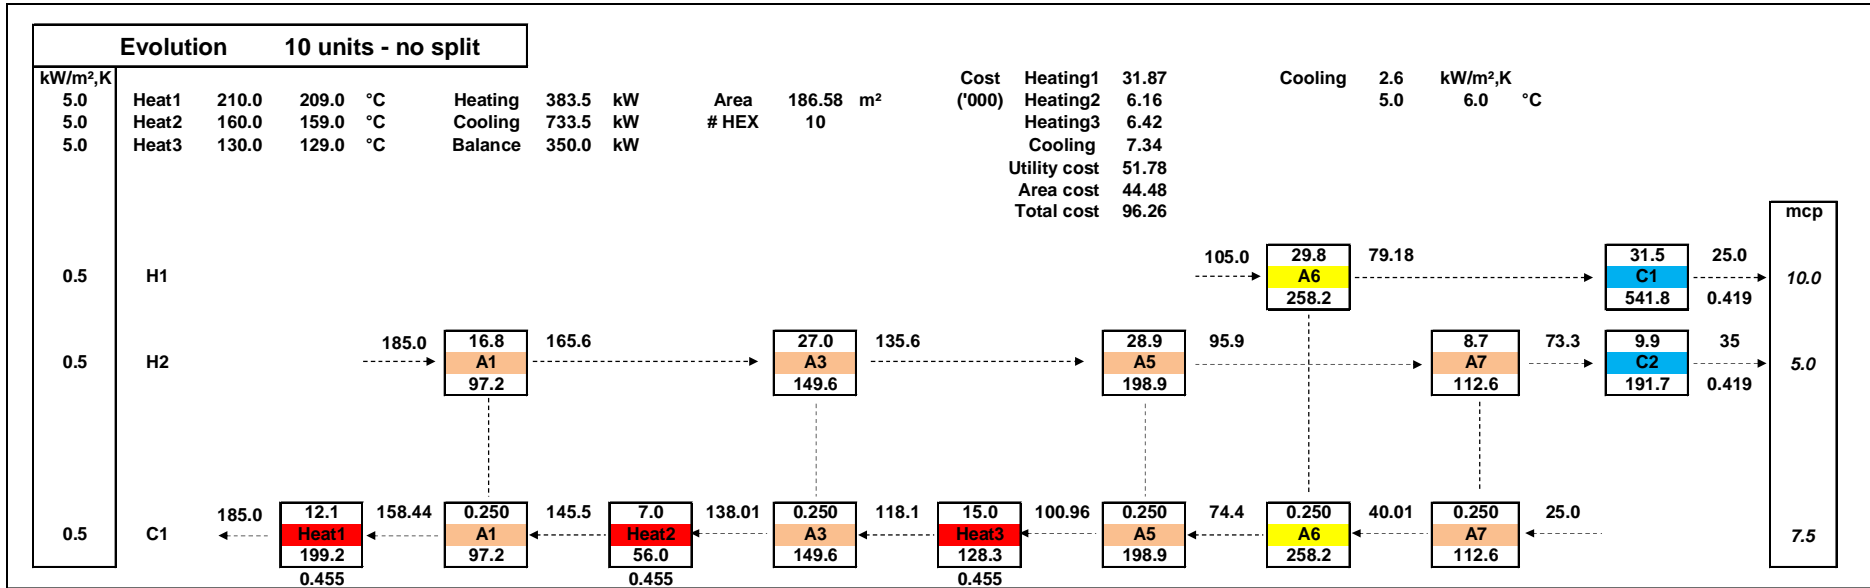 Evolution 10 units - no split
kW/m²,K Cost Heating1 31.87 Cooling 2.6 kW/m²,K
5.0 Heat1 210.0 209.0 °C Heating 383.5 kW Area 186.58 m² ('000) Heating2 6.16 5.0 6.0 °C
5.0 Heat2 160.0 159.0 °C Cooling 733.5 kW # HEX 10 Heating3 6.42
5.0 Heat3 130.0 129.0 °C Balance 350.0 kW Cooling 7.34
Utility cost 51.78
Area cost 44.48
Total cost 96.26
mcp
105.0 29.8 79.18 31.5 25.0
0.5 H1 A6 C1 10.0
258.2 541.8 0.419
185.0 16.8 165.6 27.0 135.6 28.9 95.9 8.7 73.3 9.9 35
0.5 H2 A1 A3 A5 A7 C2 5.0
97.2 149.6 198.9 112.6 191.7 0.419
185.0 12.1 158.44 0.250 145.5 7.0 138.01 0.250 118.1 15.0 100.96 0.250 74.4 0.250 40.01 0.250 25.0
0.5 C1 Heat1 A1 Heat2 A3 Heat3 A5 A6 A7 7.5
199.2 97.2 56.0 149.6 128.3 198.9 258.2 112.6
0.455 0.455 0.455